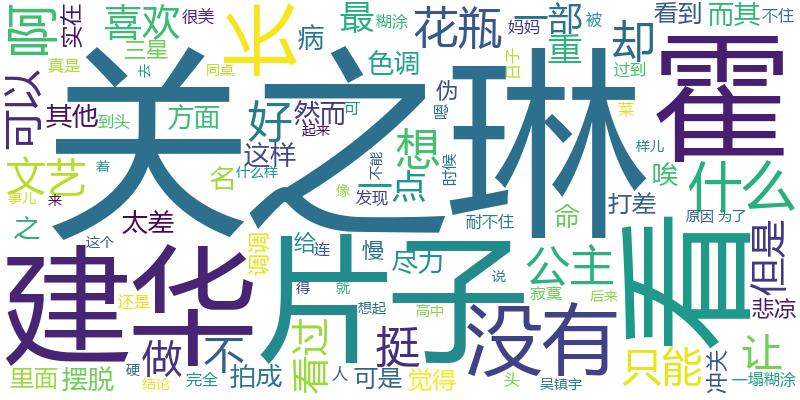 关之琳
霍
建华
片子
看
没有
长
啊
喜欢
实在
很美
最
糊涂
病
三星
真是
去
同桌
妈妈
花瓶
一部
被
日子
重
却
过到
看到
而其
不住
可以
其他
到头
方面
好
然而
可
起来
色调
伪
嗯
想
一点
不能
时候
发现
像
菜
样儿
唉
什么
打差
命
耐不住
原因
为了
文艺
着
事儿
来
之
这个
太差
名
什么样
这样
调调
给
连
慢
尽力
说
公主
寂寞
后来
但是
悲凉
还是
得
就
想起
高中
做
不
看过
挺
里面
摆脱
硬
结论
完全
拍成
人
可是
觉得
头
吴镇宇
只能
冲关
让
一塌糊涂